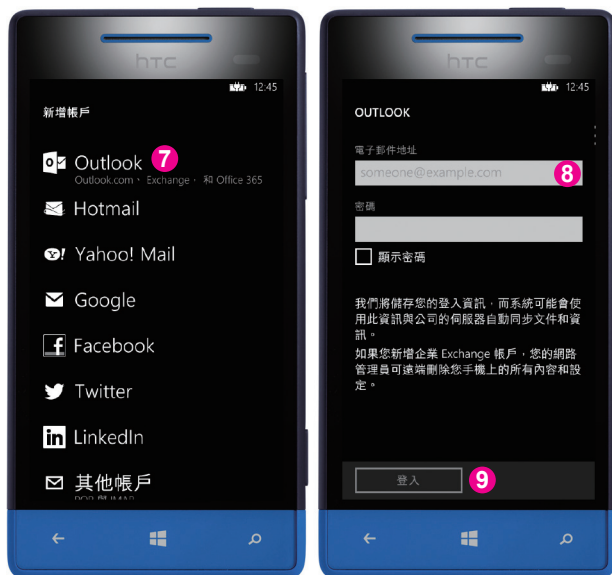 hTC
12:45
新增帳戶
Outlook 7
Outlook.com、Exchange、和 Office 365
Hotmail
Yahoo! Mail
Google
Facebook
Twitter
LinkedIn
其他帳戶
POP 與 IMAP
hTC
12:45
OUTLOOK
電子郵件地址
someone@example.com 8
密碼
顯示密碼
我們將儲存您的登入資訊，而系統可能會使
用此資訊與公司的伺服器自動同步文件和資
訊。
如果您新增企業 Exchange 帳戶，您的網路
管理員可遠端刪除您手機上的所有內容和設
定。
登入 9